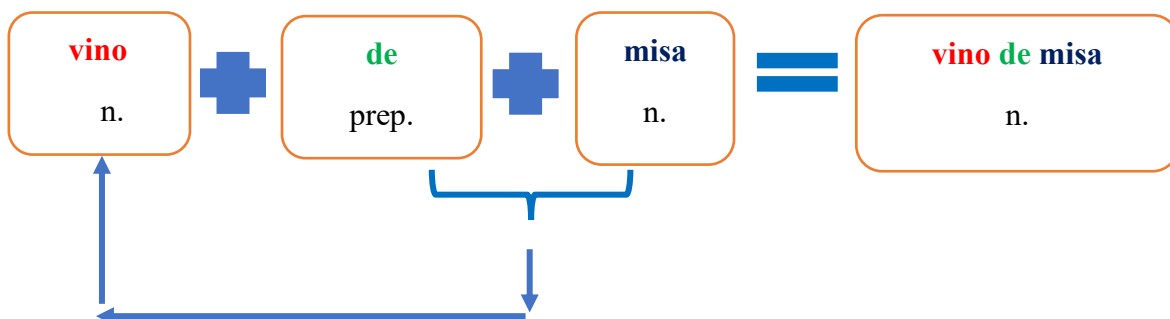 vino
n.
de
prep.
misa
n.
vino de misa
n.